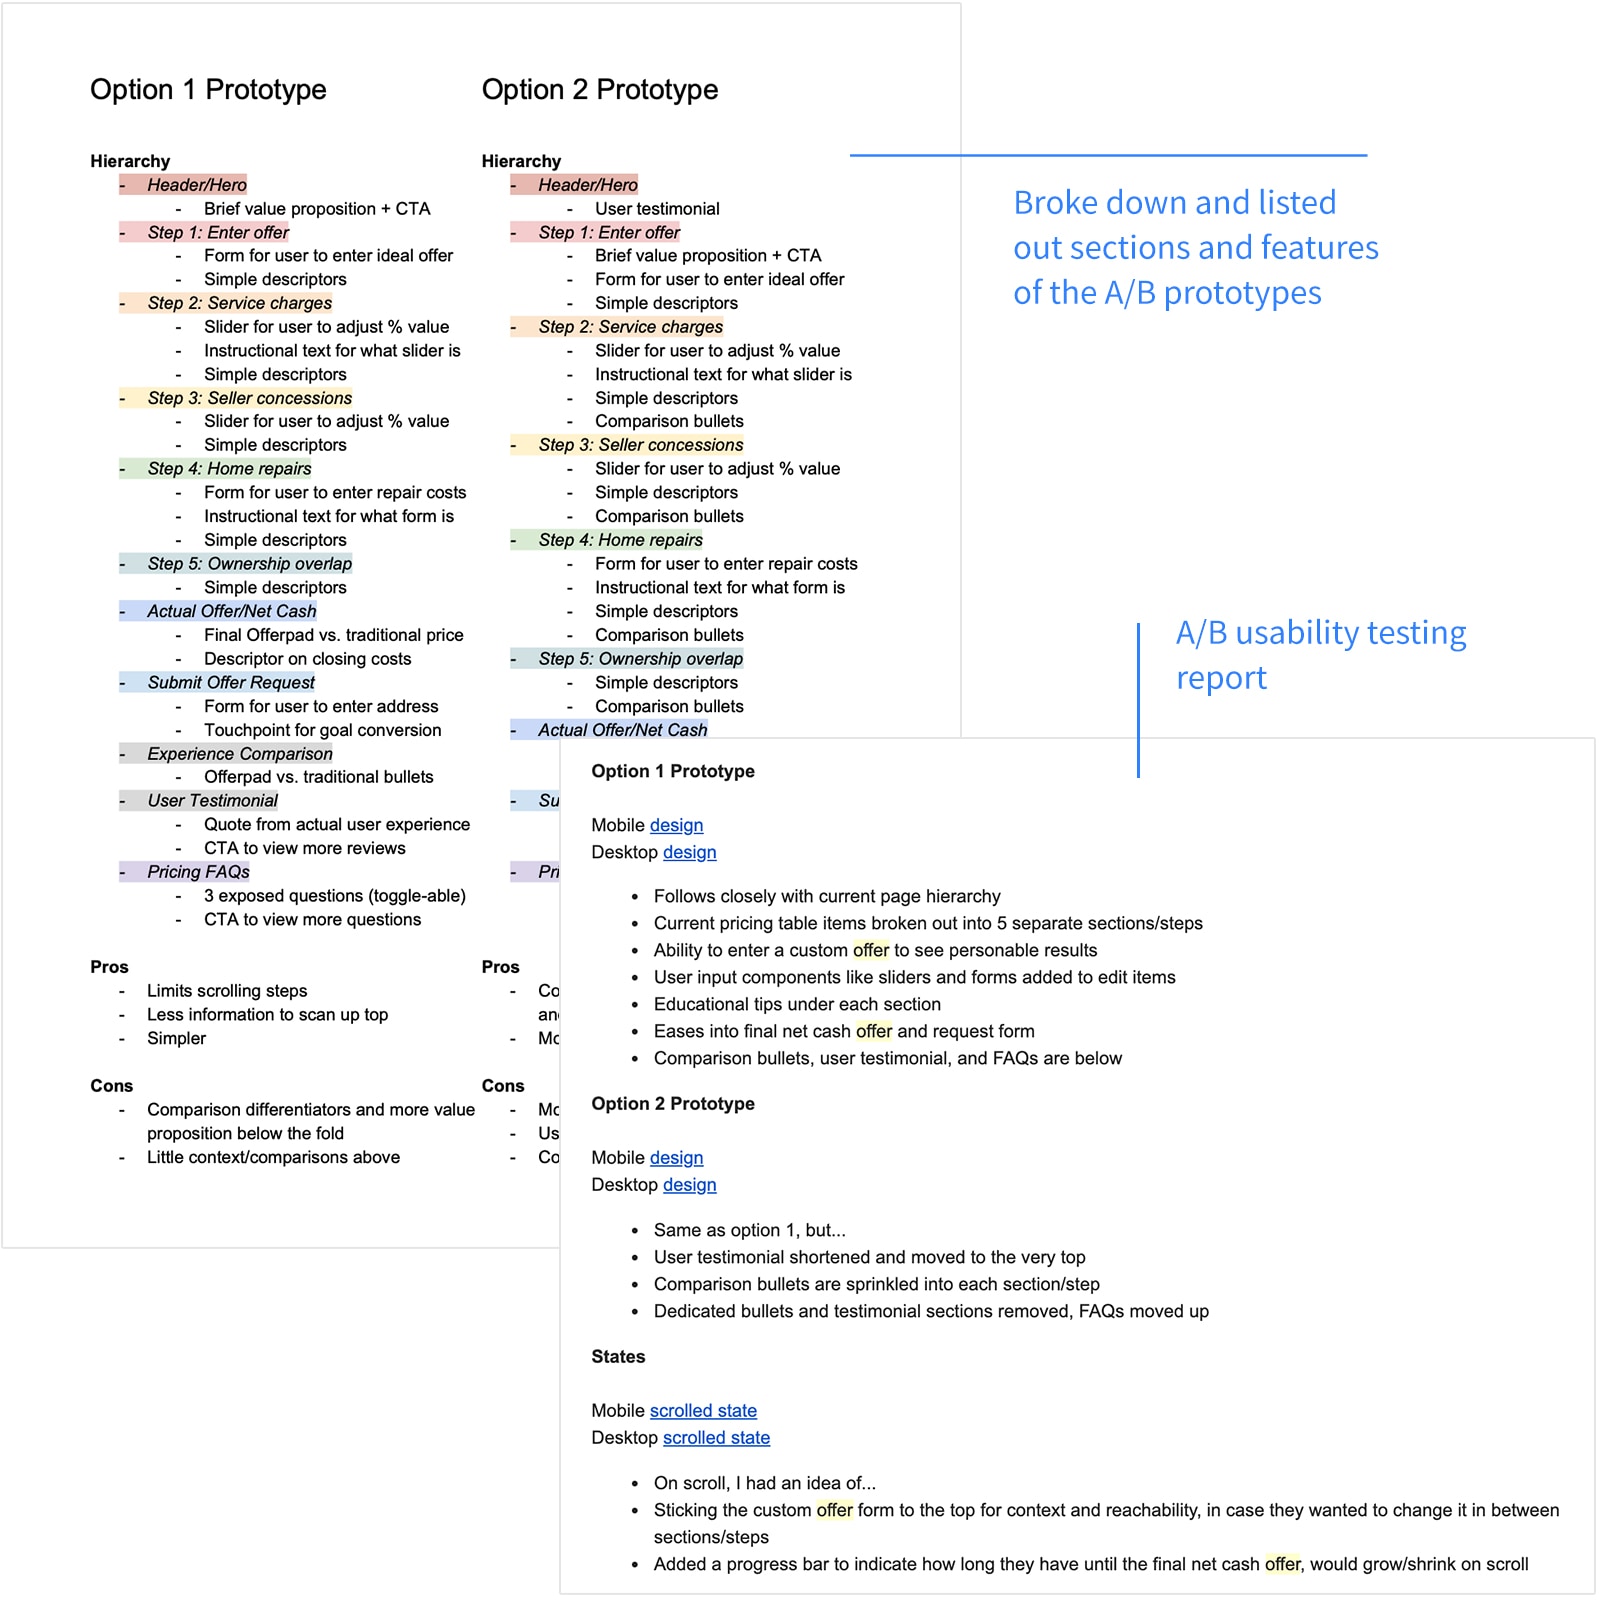 Option 1 Prototype
Hierarchy
- Header/Hero
- Brief value proposition + CTA
- Step 1: Enter offer
- Form for user to enter ideal offer
- Simple descriptors
- Step 2: Service charges
- Slider for user to adjust % value
- Instructional text for what slider is
- Simple descriptors
- Step 3: Seller concessions
- Slider for user to adjust % value
- Simple descriptors
- Step 4: Home repairs
- Form for user to enter repair costs
- Instructional text for what form is
- Simple descriptors
- Step 5: Ownership overlap
- Simple descriptors
- Actual Offer/Net Cash
- Final Offerpad vs. traditional price
- Descriptor on closing costs
- Submit Offer Request
- Form for user to enter address
- Touchpoint for goal conversion
- Experience Comparison
- Offerpad vs. traditional bullets
- User Testimonial
- Quote from actual user experience
- CTA to view more reviews
- Pricing FAQs
- 3 exposed questions (toggle-able)
- CTA to view more questions
Pros
- Limits scrolling steps
- Less information to scan up top
- Simpler
Cons
- Comparison differentiators and more value
proposition below the fold
- Little context/comparisons above
Option 2 Prototype
Hierarchy
- Header/Hero
- User testimonial
- Step 1: Enter offer
- Brief value proposition + CTA
- Form for user to enter ideal offer
- Simple descriptors
- Step 2: Service charges
- Slider for user to adjust % value
- Instructional text for what slider is
- Simple descriptors
- Comparison bullets
- Step 3: Seller concessions
- Slider for user to adjust % value
- Simple descriptors
- Comparison bullets
- Step 4: Home repairs
- Form for user to enter repair costs
- Instructional text for what form is
- Simple descriptors
- Comparison bullets
- Step 5: Ownership overlap
- Simple descriptors
- Comparison bullets
- Actual Offer/Net Cash
- Su
- Pri
Pros
- Co
an
- Mo
Cons
- Mo
- Us
- Co
Broke down and listed
out sections and features
of the A/B prototypes
A/B usability testing
report
Option 1 Prototype
Mobile design
Desktop design
• Follows closely with current page hierarchy
• Current pricing table items broken out into 5 separate sections/steps
• Ability to enter a custom offer to see personable results
• User input components like sliders and forms added to edit items
• Educational tips under each section
• Eases into final net cash offer and request form
• Comparison bullets, user testimonial, and FAQs are below
Option 2 Prototype
Mobile design
Desktop design
• Same as option 1, but...
• User testimonial shortened and moved to the very top
• Comparison bullets are sprinkled into each section/step
• Dedicated bullets and testimonial sections removed, FAQs moved up
States
Mobile scrolled state
Desktop scrolled state
• On scroll, I had an idea of...
• Sticking the custom offer form to the top for context and reachability, in case they wanted to change it in between
sections/steps
• Added a progress bar to indicate how long they have until the final net cash offer, would grow/shrink on scroll